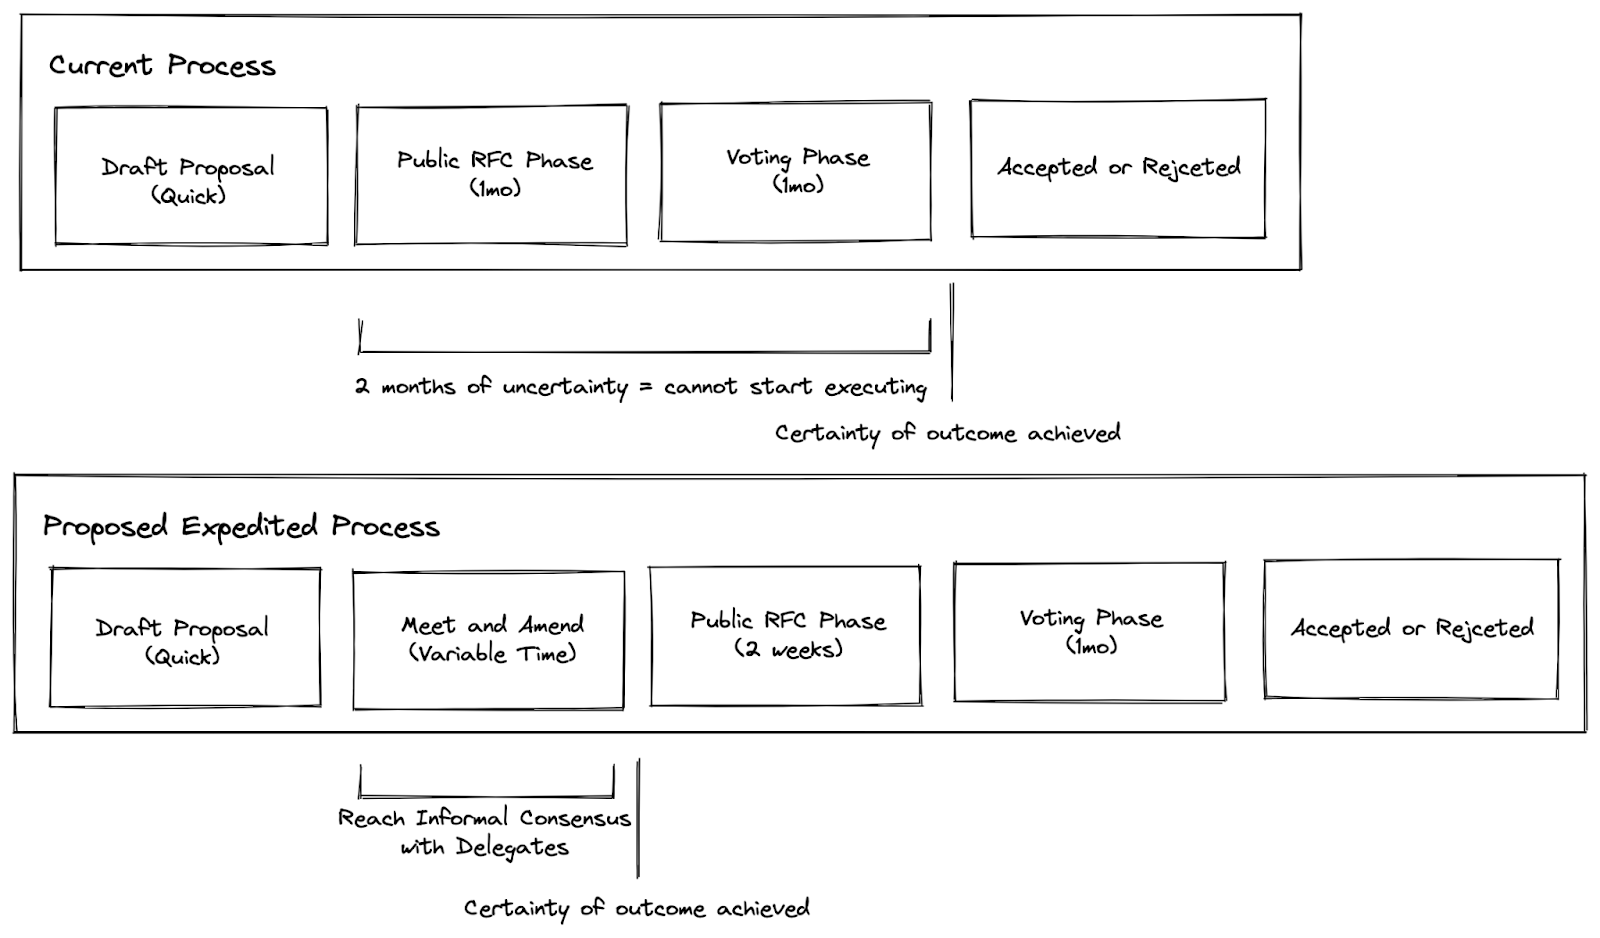 Current Process
Draft Proposal
(Quick)
Public RFC Phase
(1mo)
Voting Phase
(1mo)
Accepted or Rejceted
2 months of uncertainty = cannot start executing
Certainty of outcome achieved
Proposed Expedited Process
Draft Proposal
(Quick)
Meet and Amend
(Variable Time)
Public RFC Phase
(2 weeks)
Voting Phase
(1mo)
Accepted or Rejceted
Reach Informal Consensus
with Delegates
Certainty of outcome achieved